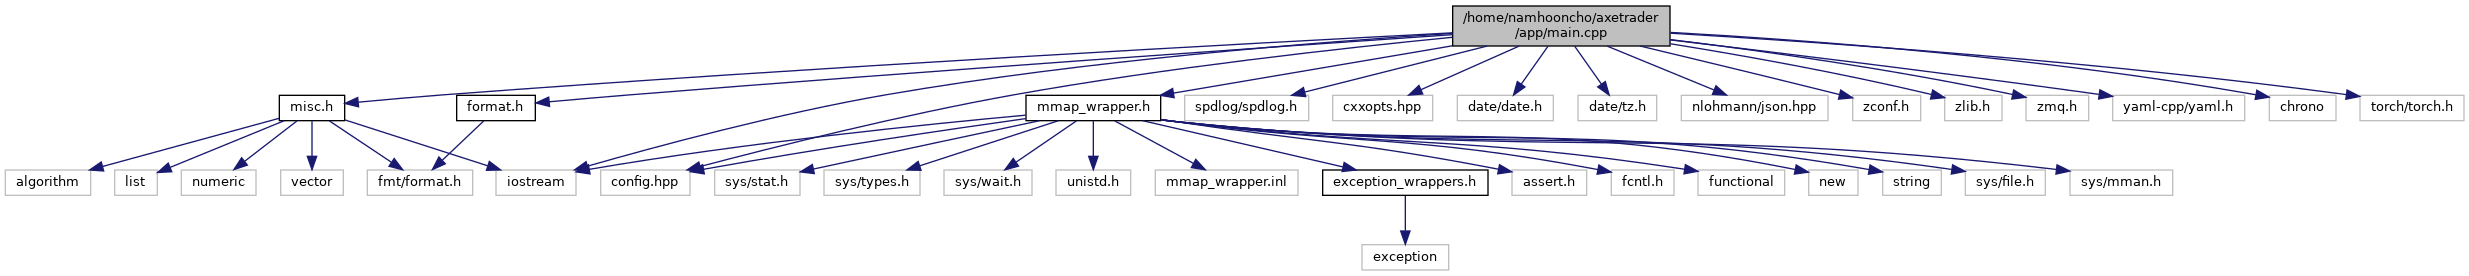 /home/namhooncho/axetrader
/app/main.cpp
misc.h
format.h
mmap_wrapper.h
spdlog/spdlog.h
cxxopts.hpp
date/date.h
date/tz.h
nlohmann/json.hpp
zconf.h
zlib.h
zmq.h
yaml-cpp/yaml.h
chrono
torch/torch.h
algorithm
list
numeric
vector
fmt/format.h
iostream
config.hpp
sys/stat.h
sys/types.h
sys/wait.h
unistd.h
mmap_wrapper.inl
exception_wrappers.h
assert.h
fcntl.h
functional
new
string
sys/file.h
sys/mman.h
exception